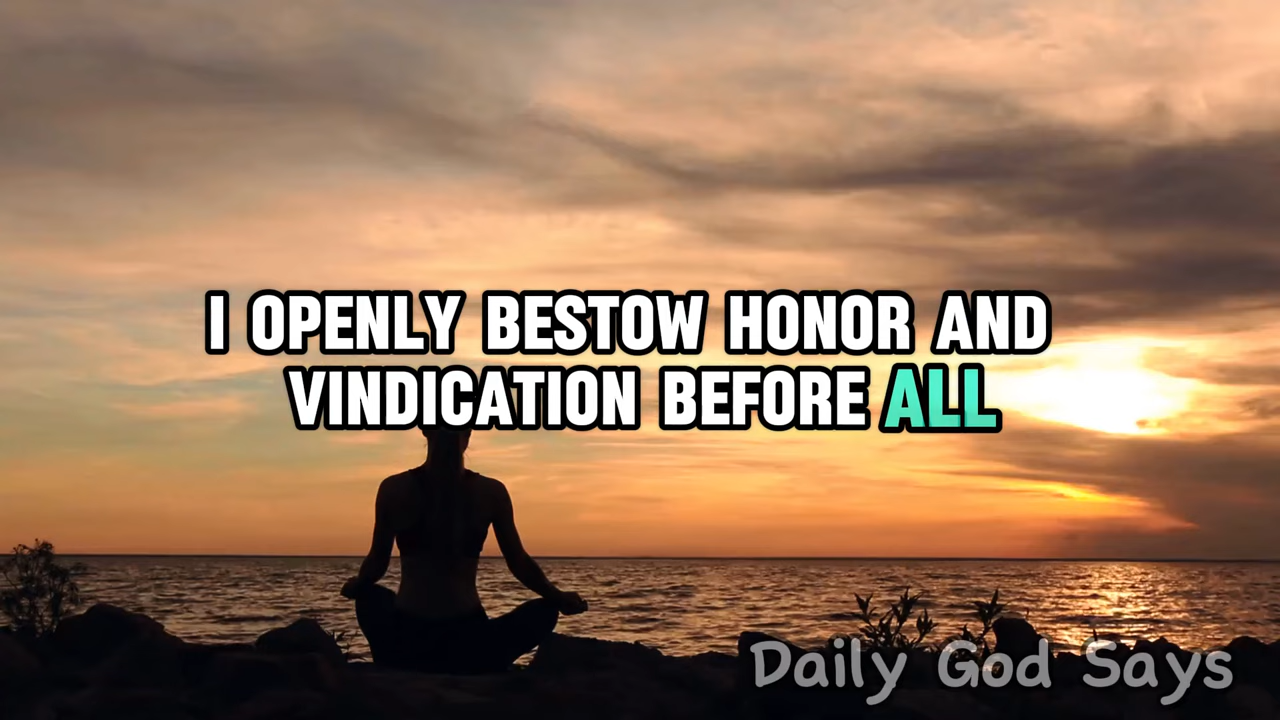 I OPENLY BESTOW HONOR AND
VINDICATION BEFORE ALL
Daily God Says